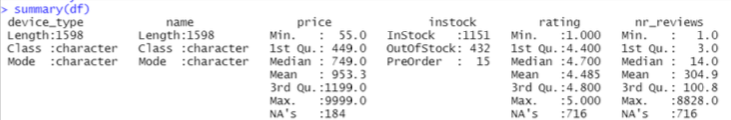 > summary(df)
device_type name price instock rating nr_reviews
Length:1598 Length:1598 Min. : 55.0 InStock :1151 Min. :1.000 Min. : 1.0
Class :character Class :character 1st Qu.: 449.0 OutOfStock: 432 1st Qu.:4.400 1st Qu.: 3.0
Mode :character Mode :character Median : 749.0 PreOrder : 15 Median :4.700 Median : 14.0
Mean : 953.3 Mean :4.485 Mean : 304.9
3rd Qu.:1199.0 3rd Qu.:4.800 3rd Qu.: 100.8
Max. :9999.0 Max. :5.000 Max. :8828.0
NA's :184 NA's :716 NA's :716